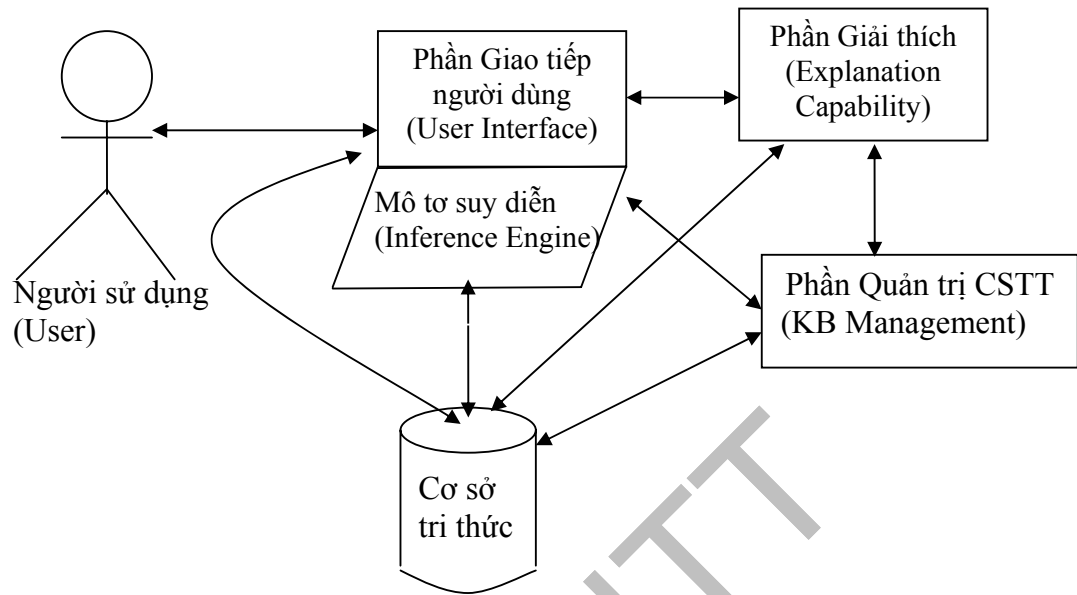 Phần Giao tiếp
người dùng
(User Interface)
Phần Giải thích
(Explanation
Capability)
Mô tơ suy diễn
(Inference Engine)
Người sử dụng
(User)
Phần Quản trị CSTT
(KB Management)
Cơ sở
tri thức